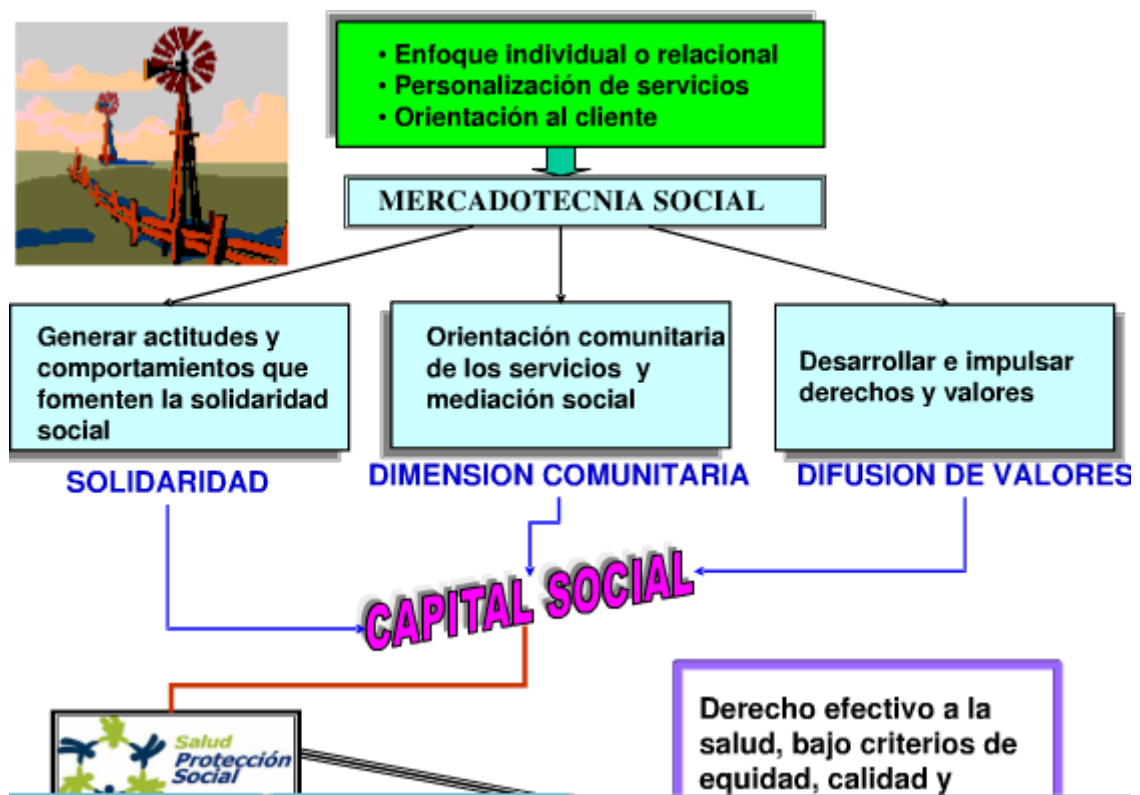 • Enfoque individual o relacional
• Personalización de servicios
• Orientación al cliente
MERCADOTECNIA SOCIAL
Generar actitudes y
comportamientos que
fomenten la solidaridad
social
Orientación comunitaria
de los servicios y
mediación social
Desarrollar e impulsar
derechos y valores
SOLIDARIDAD
DIMENSION COMUNITARIA
DIFUSION DE VALORES
CAPITAL SOCIAL
Salud
Protección
Social
Derecho efectivo a la
salud, bajo criterios de
equidad, calidad y